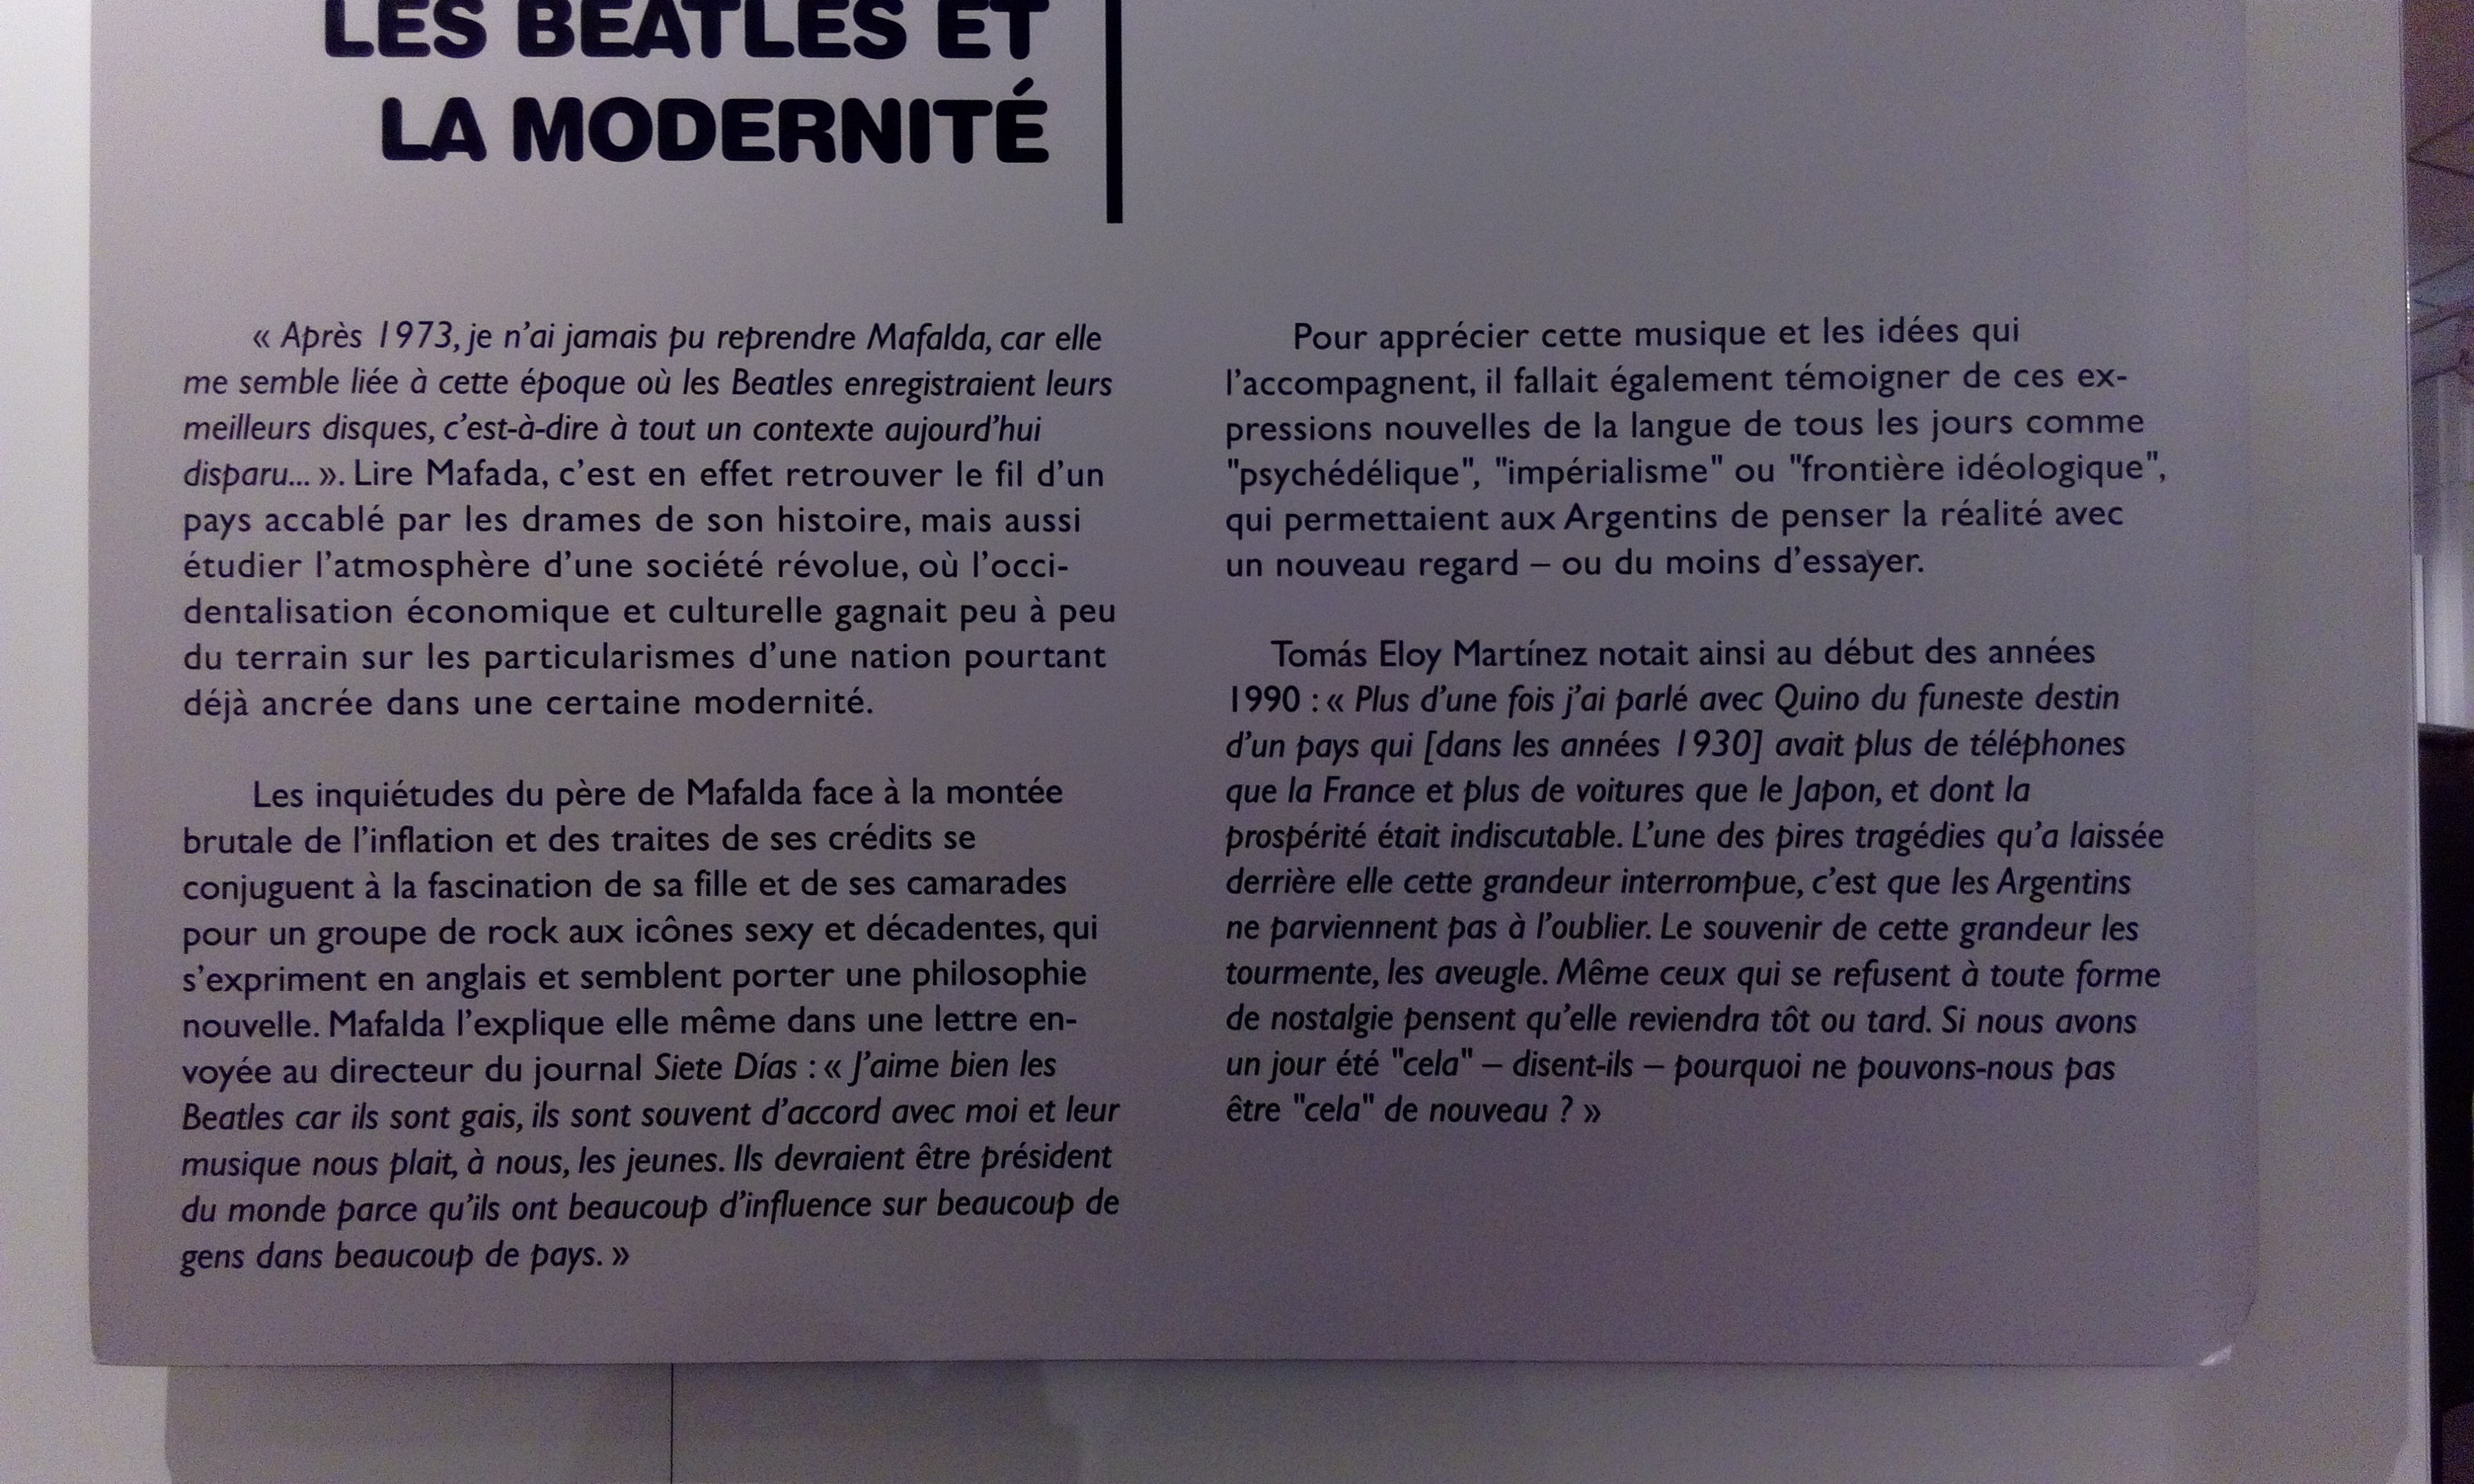 LES BEATLES ET
LA MODERNITÉ
« Après 1973, je n’ai jamais pu reprendre Mafalda, car elle
me semble liée à cette époque où les Beatles enregistraient leurs
meilleurs disques, c’est-à-dire à tout un contexte aujourd’hui
disparu... ». Lire Mafada, c’est en effet retrouver le fil d’un
pays accablé par les drames de son histoire, mais aussi
étudier l’atmosphère d’une société révolue, où l’occi-
dentalisation économique et culturelle gagnait peu à peu
du terrain sur les particularismes d’une nation pourtant
déjà ancrée dans une certaine modernité.
Les inquiétudes du père de Mafalda face à la montée
brutale de l’inflation et des traites de ses crédits se
conjuguent à la fascination de sa fille et de ses camarades
pour un groupe de rock aux icônes sexy et décadentes, qui
s’expriment en anglais et semblent porter une philosophie
nouvelle. Mafalda l’explique elle même dans une lettre en-
voyée au directeur du journal Siete Días : « J’aime bien les
Beatles car ils sont gais, ils sont souvent d’accord avec moi et leur
musique nous plait, à nous, les jeunes. Ils devraient être président
du monde parce qu’ils ont beaucoup d’influence sur beaucoup de
gens dans beaucoup de pays. »
Pour apprécier cette musique et les idées qui
l’accompagnent, il fallait également témoigner de ces ex-
pressions nouvelles de la langue de tous les jours comme
"psychédélique", "impérialisme" ou "frontière idéologique",
qui permettaient aux Argentins de penser la réalité avec
un nouveau regard – ou du moins d’essayer.
Tomás Eloy Martínez notait ainsi au début des années
1990 : « Plus d’une fois j’ai parlé avec Quino du funeste destin
d’un pays qui [dans les années 1930] avait plus de téléphones
que la France et plus de voitures que le Japon, et dont la
prospérité était indiscutable. L’une des pires tragédies qu’a laissée
derrière elle cette grandeur interrompue, c’est que les Argentins
ne parviennent pas à l’oublier. Le souvenir de cette grandeur les
tourmente, les aveugle. Même ceux qui se refusent à toute forme
de nostalgie pensent qu’elle reviendra tôt ou tard. Si nous avons
un jour été "cela" – disent-ils – pourquoi ne pouvons-nous pas
être "cela" de nouveau ? »